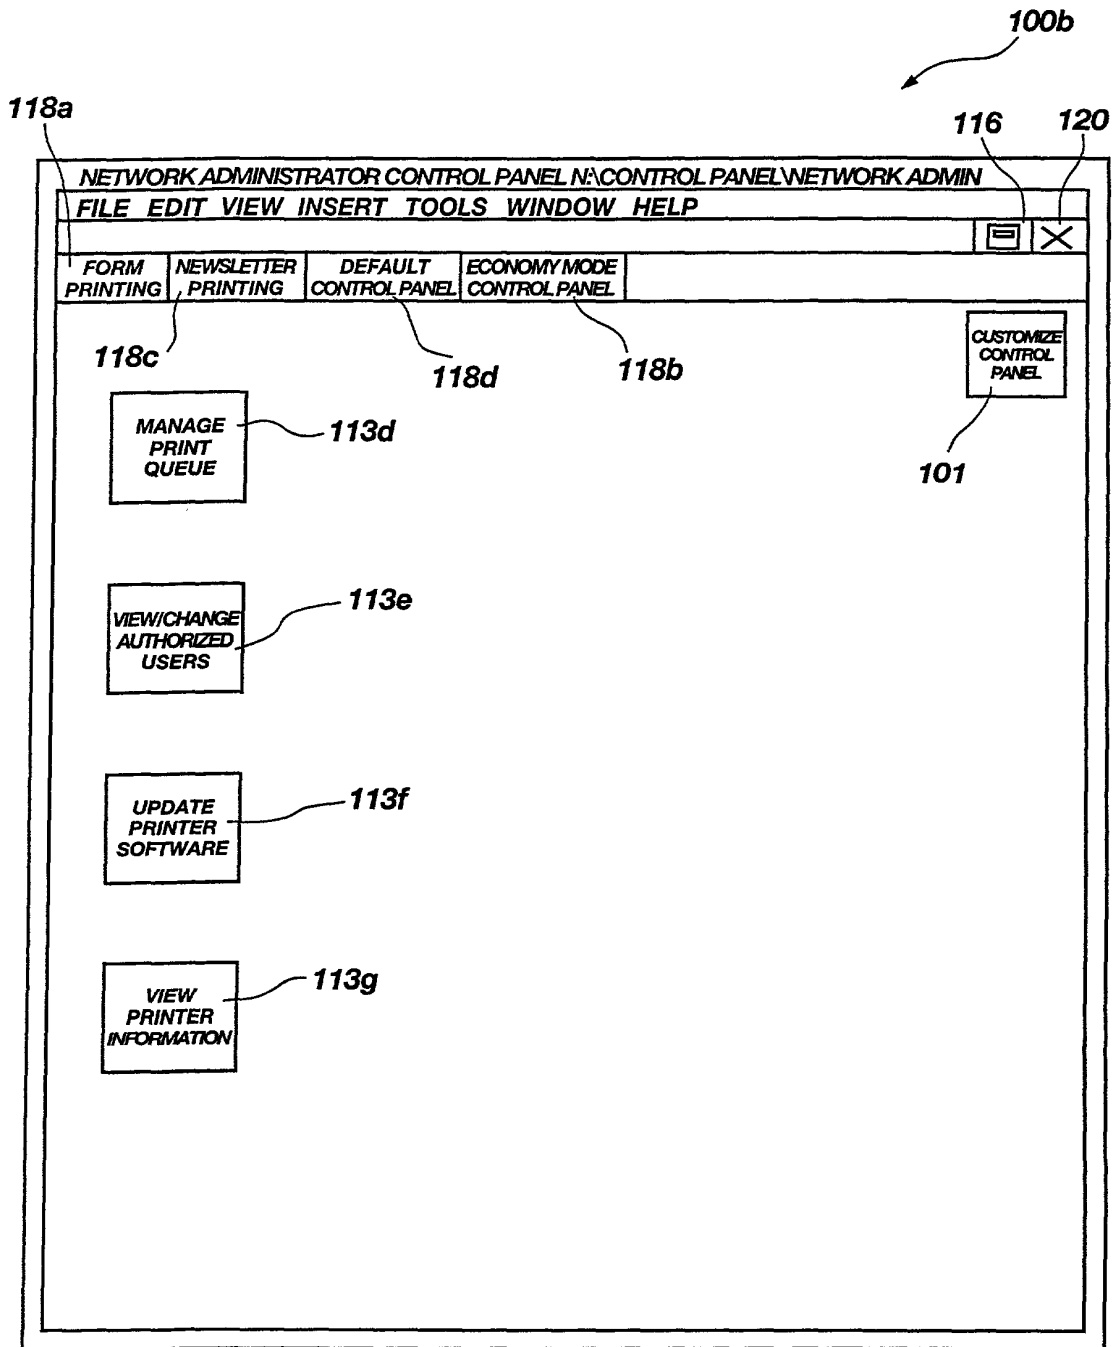 100b
118a
116
120
NETWORK ADMINISTRATOR CONTROL PANEL N:\CONTROL PANEL\NETWORK ADMIN
FILE EDIT VIEW INSERT TOOLS WINDOW HELP
FORM
PRINTING
NEWSLETTER
PRINTING
DEFAULT
CONTROL PANEL
ECONOMY MODE
CONTROL PANEL
118c
118d
118b
CUSTOMIZE
CONTROL
PANEL
101
MANAGE
PRINT
QUEUE
113d
VIEW/CHANGE
AUTHORIZED
USERS
113e
UPDATE
PRINTER
SOFTWARE
113f
VIEW
PRINTER
INFORMATION
113g